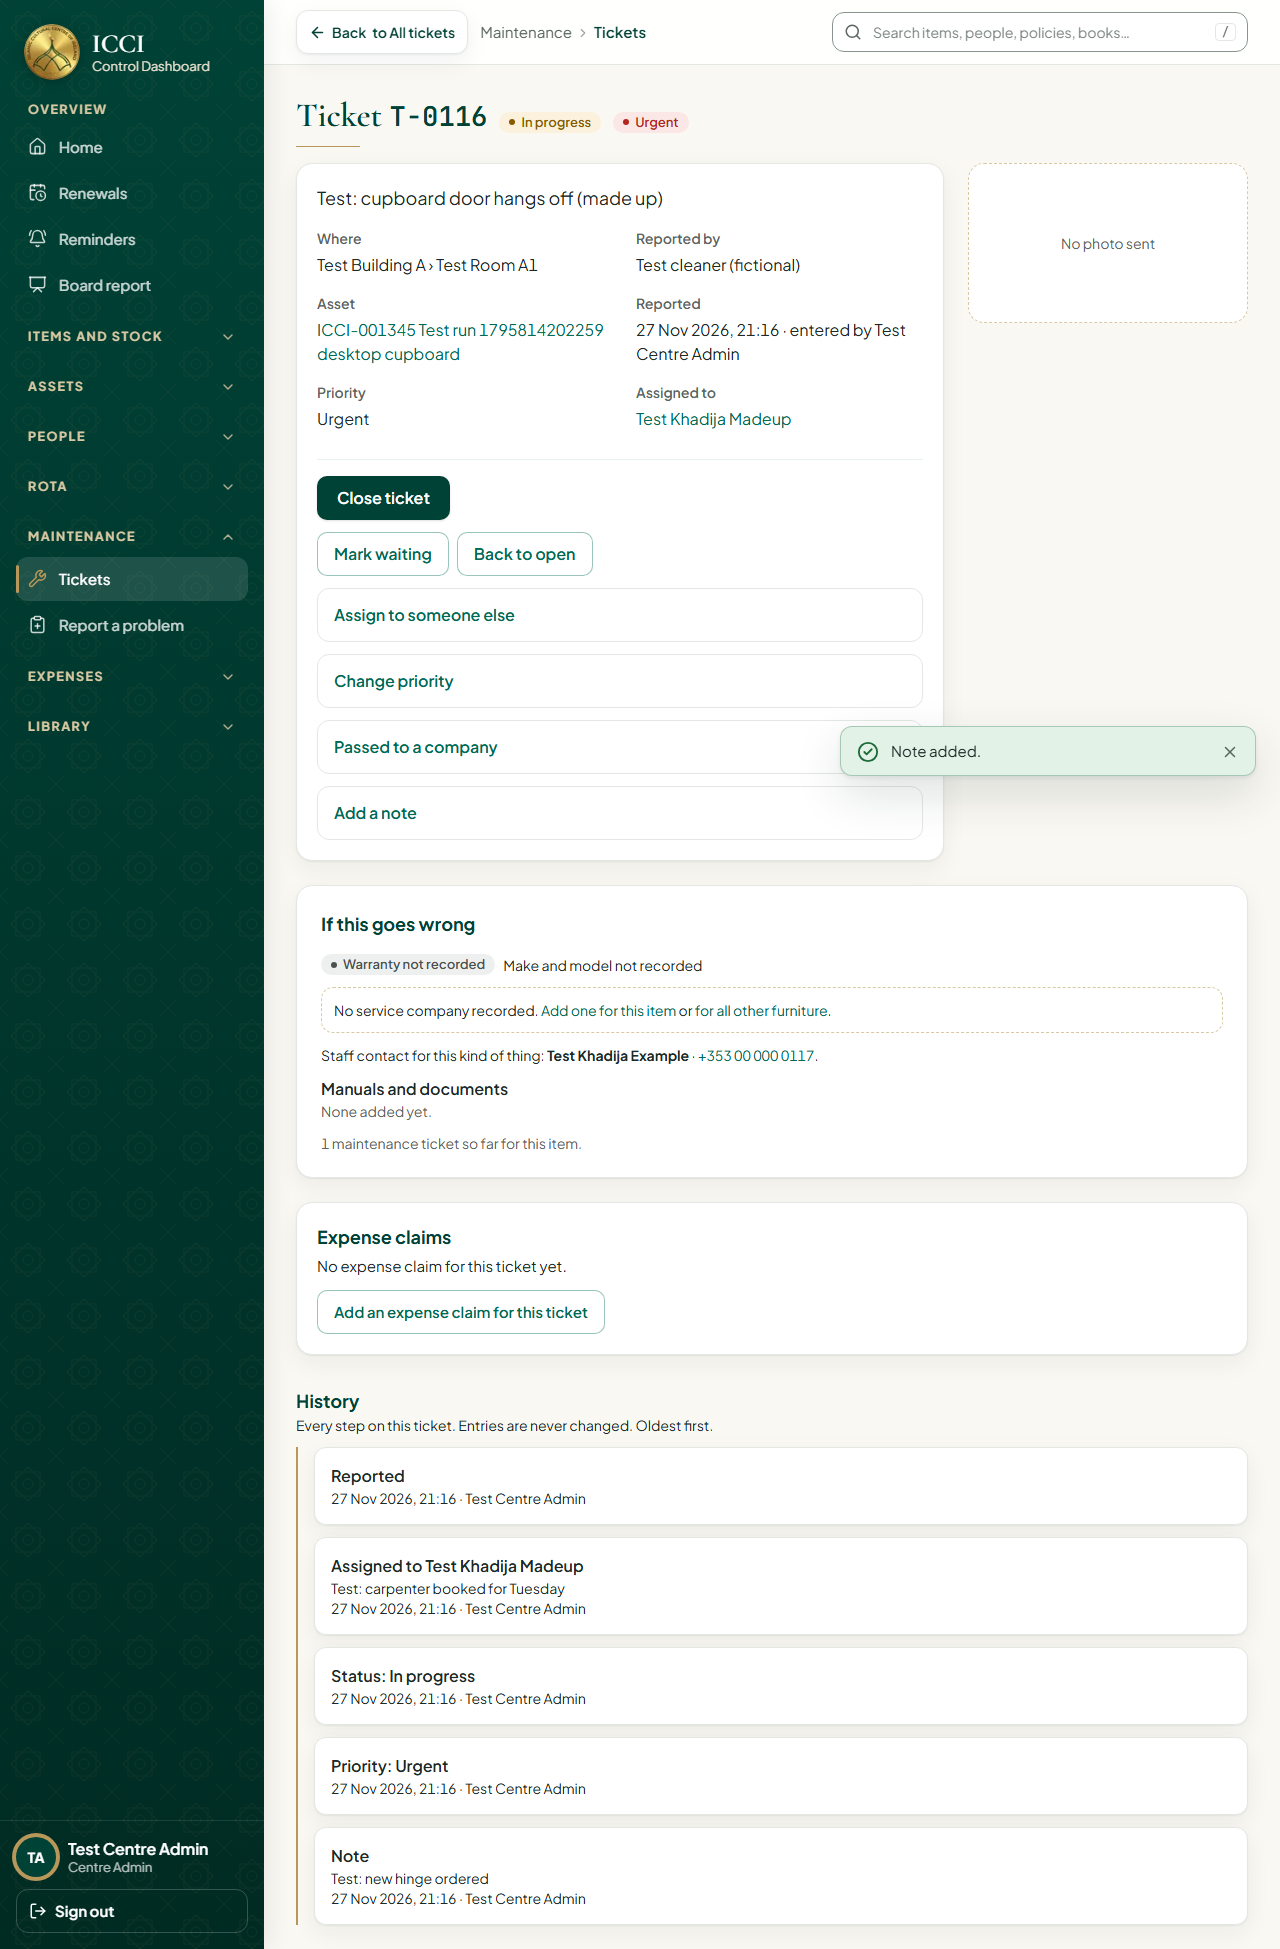 ICCI
Control Dashboard
OVERVIEW
Home
Renewals
Reminders
Board report
ITEMS AND STOCK
ASSETS
PEOPLE
ROTA
MAINTENANCE
Tickets
Report a problem
EXPENSES
LIBRARY
TA
Test Centre Admin
Centre Admin
Sign out
Back to All tickets
Maintenance › Tickets
Search items, people, policies, books…
/
Ticket T-0116
In progress
Urgent
Test: cupboard door hangs off (made up)
Where
Test Building A › Test Room A1
Reported by
Test cleaner (fictional)
Asset
ICCI-001345 Test run 1795814202259
desktop cupboard
Reported
27 Nov 2026, 21:16 · entered by Test
Centre Admin
Priority
Urgent
Assigned to
Test Khadija Madeup
Close ticket
Mark waiting
Back to open
Assign to someone else
Change priority
Passed to a company
Add a note
No photo sent
Note added.
If this goes wrong
Warranty not recorded
Make and model not recorded
No service company recorded. Add one for this item or for all other furniture.
Staff contact for this kind of thing: Test Khadija Example · +353 00 000 0117.
Manuals and documents
None added yet.
1 maintenance ticket so far for this item.
Expense claims
No expense claim for this ticket yet.
Add an expense claim for this ticket
History
Every step on this ticket. Entries are never changed. Oldest first.
Reported
27 Nov 2026, 21:16 · Test Centre Admin
Assigned to Test Khadija Madeup
Test: carpenter booked for Tuesday
27 Nov 2026, 21:16 · Test Centre Admin
Status: In progress
27 Nov 2026, 21:16 · Test Centre Admin
Priority: Urgent
27 Nov 2026, 21:16 · Test Centre Admin
Note
Test: new hinge ordered
27 Nov 2026, 21:16 · Test Centre Admin